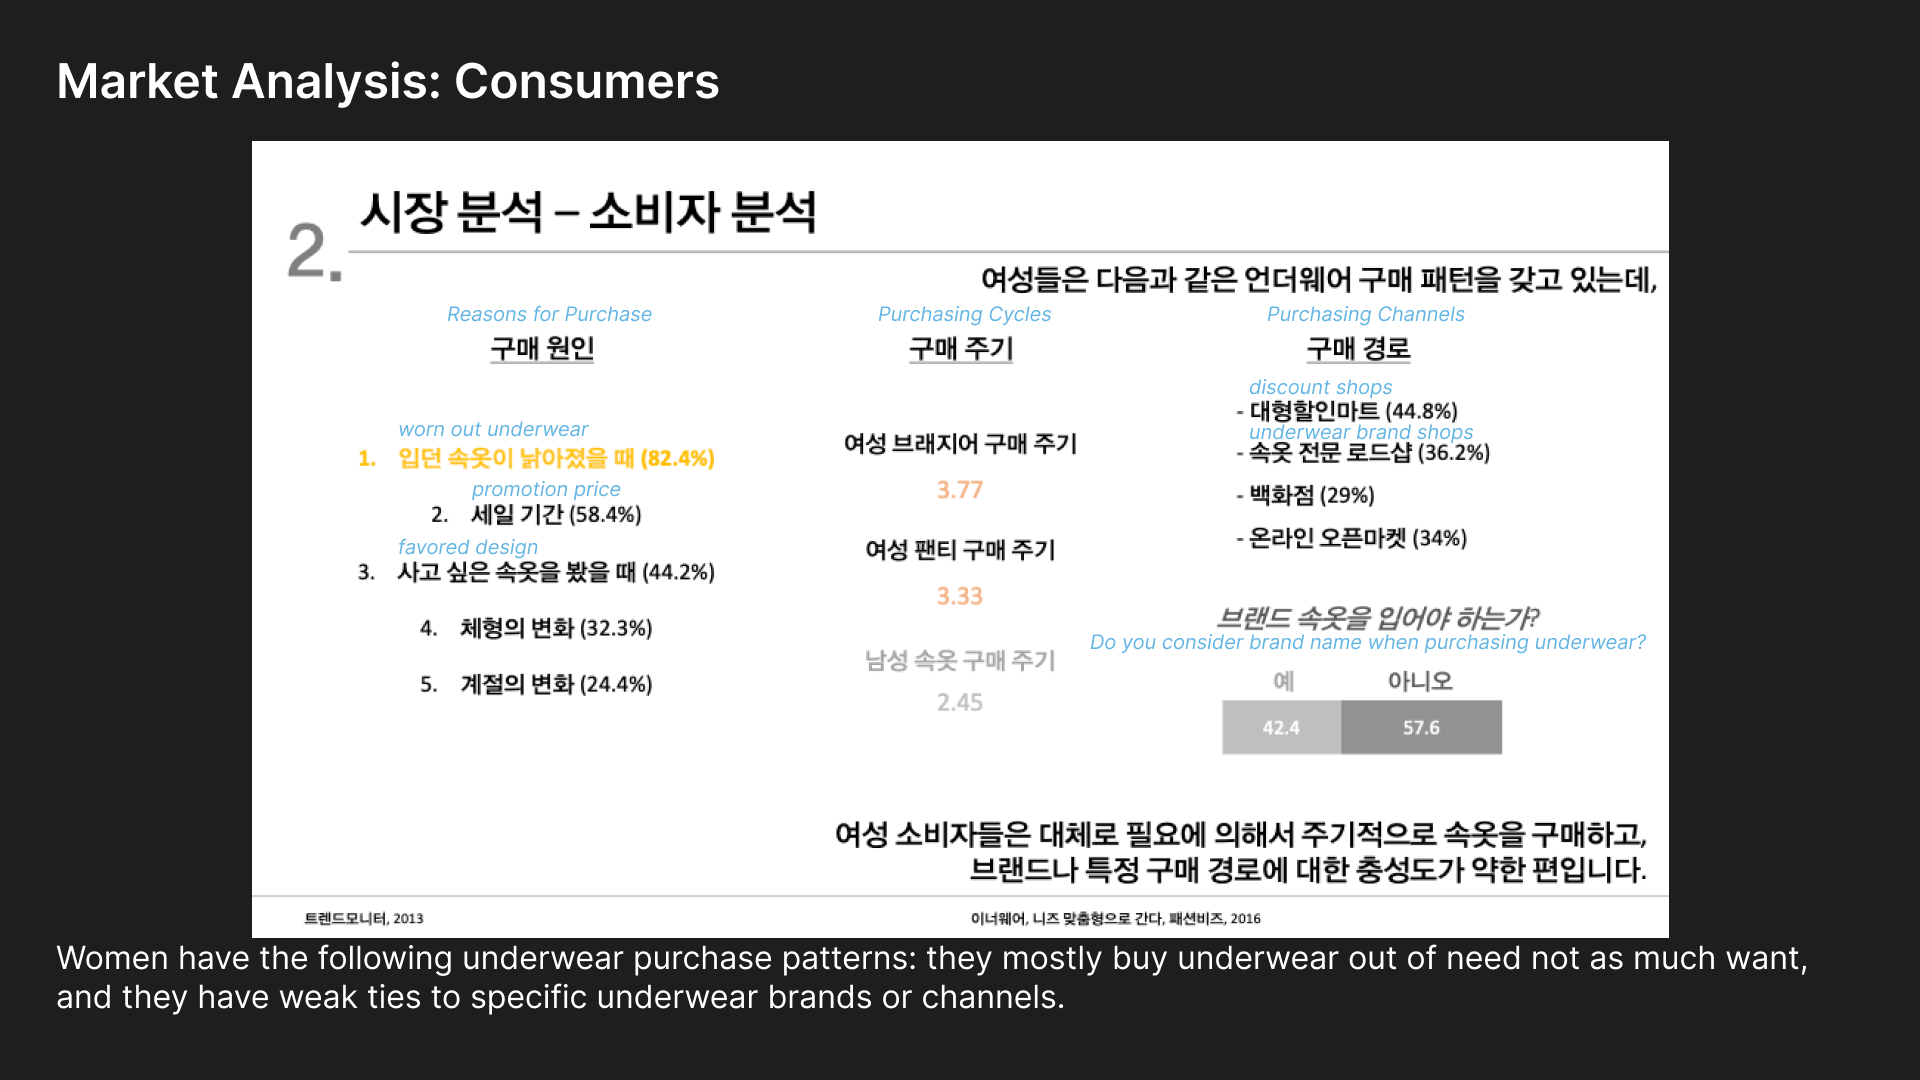 Market Analysis: Consumers
2.
시장 분석 – 소비자 분석
여성들은 다음과 같은 언더웨어 구매 패턴을 갖고 있는데,
Reasons for Purchase
구매 원인
worn out underwear
1. 입던 속옷이 낡아졌을 때 (82.4%)
promotion price
2. 세일 기간 (58.4%)
favored design
3. 사고 싶은 속옷을 봤을 때 (44.2%)
4. 체형의 변화 (32.3%)
5. 계절의 변화 (24.4%)
Purchasing Cycles
구매 주기
여성 브래지어 구매 주기
3.77
여성 팬티 구매 주기
3.33
남성 속옷 구매 주기
2.45
Purchasing Channels
구매 경로
discount shops
- 대형할인마트 (44.8%)
underwear brand shops
- 속옷 전문 로드샵 (36.2%)
- 백화점 (29%)
- 온라인 오픈마켓 (34%)
브랜드 속옷을 입어야 하는가?
Do you consider brand name when purchasing underwear?
예 아니오
42.4 57.6
여성 소비자들은 대체로 필요에 의해서 주기적으로 속옷을 구매하고,
브랜드나 특정 구매 경로에 대한 충성도가 약한 편입니다.
트렌드모니터, 2013
이너웨어, 니즈 맞춤형으로 간다, 패션비즈, 2016
Women have the following underwear purchase patterns: they mostly buy underwear out of need not as much want,
and they have weak ties to specific underwear brands or channels.